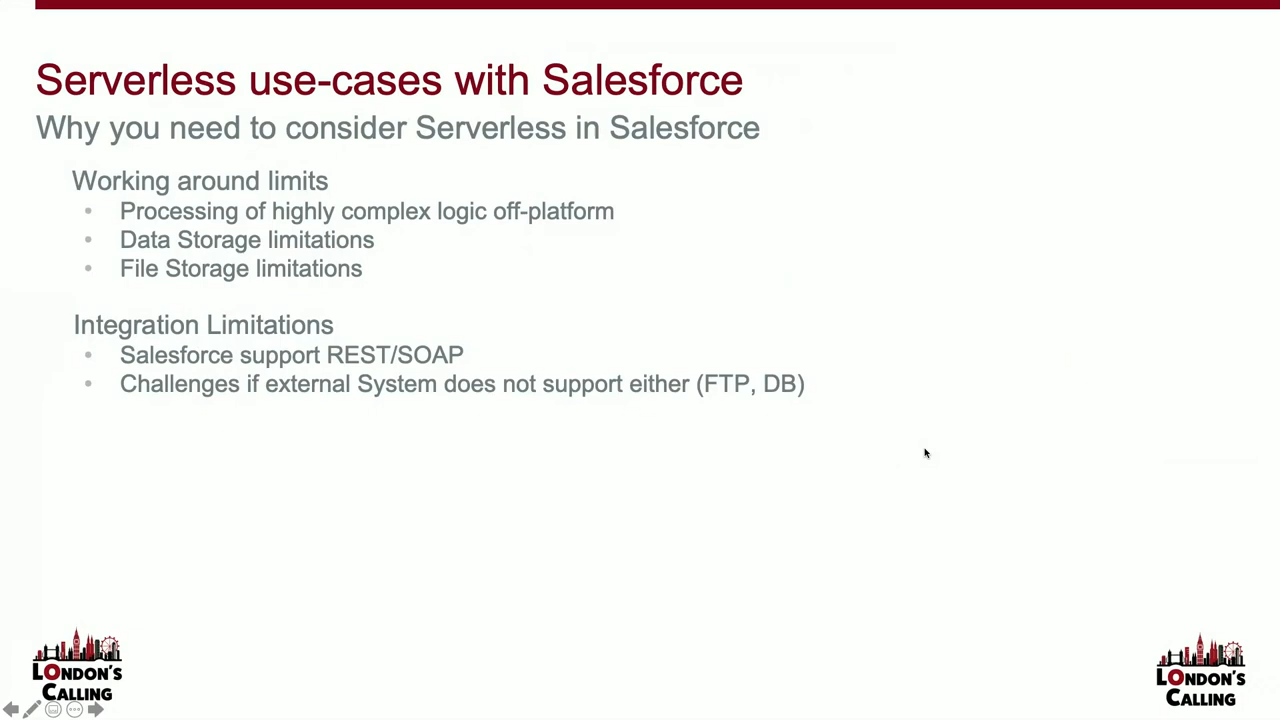 Serverless use-cases with Salesforce
Why you need to consider Serverless in Salesforce
Working around limits
• Processing of highly complex logic off-platform
• Data Storage limitations
• File Storage limitations
Integration Limitations
• Salesforce support REST/SOAP
• Challenges if external System does not support either (FTP, DB)
LONDON'S
CALLING
LONDON'S
CALLING